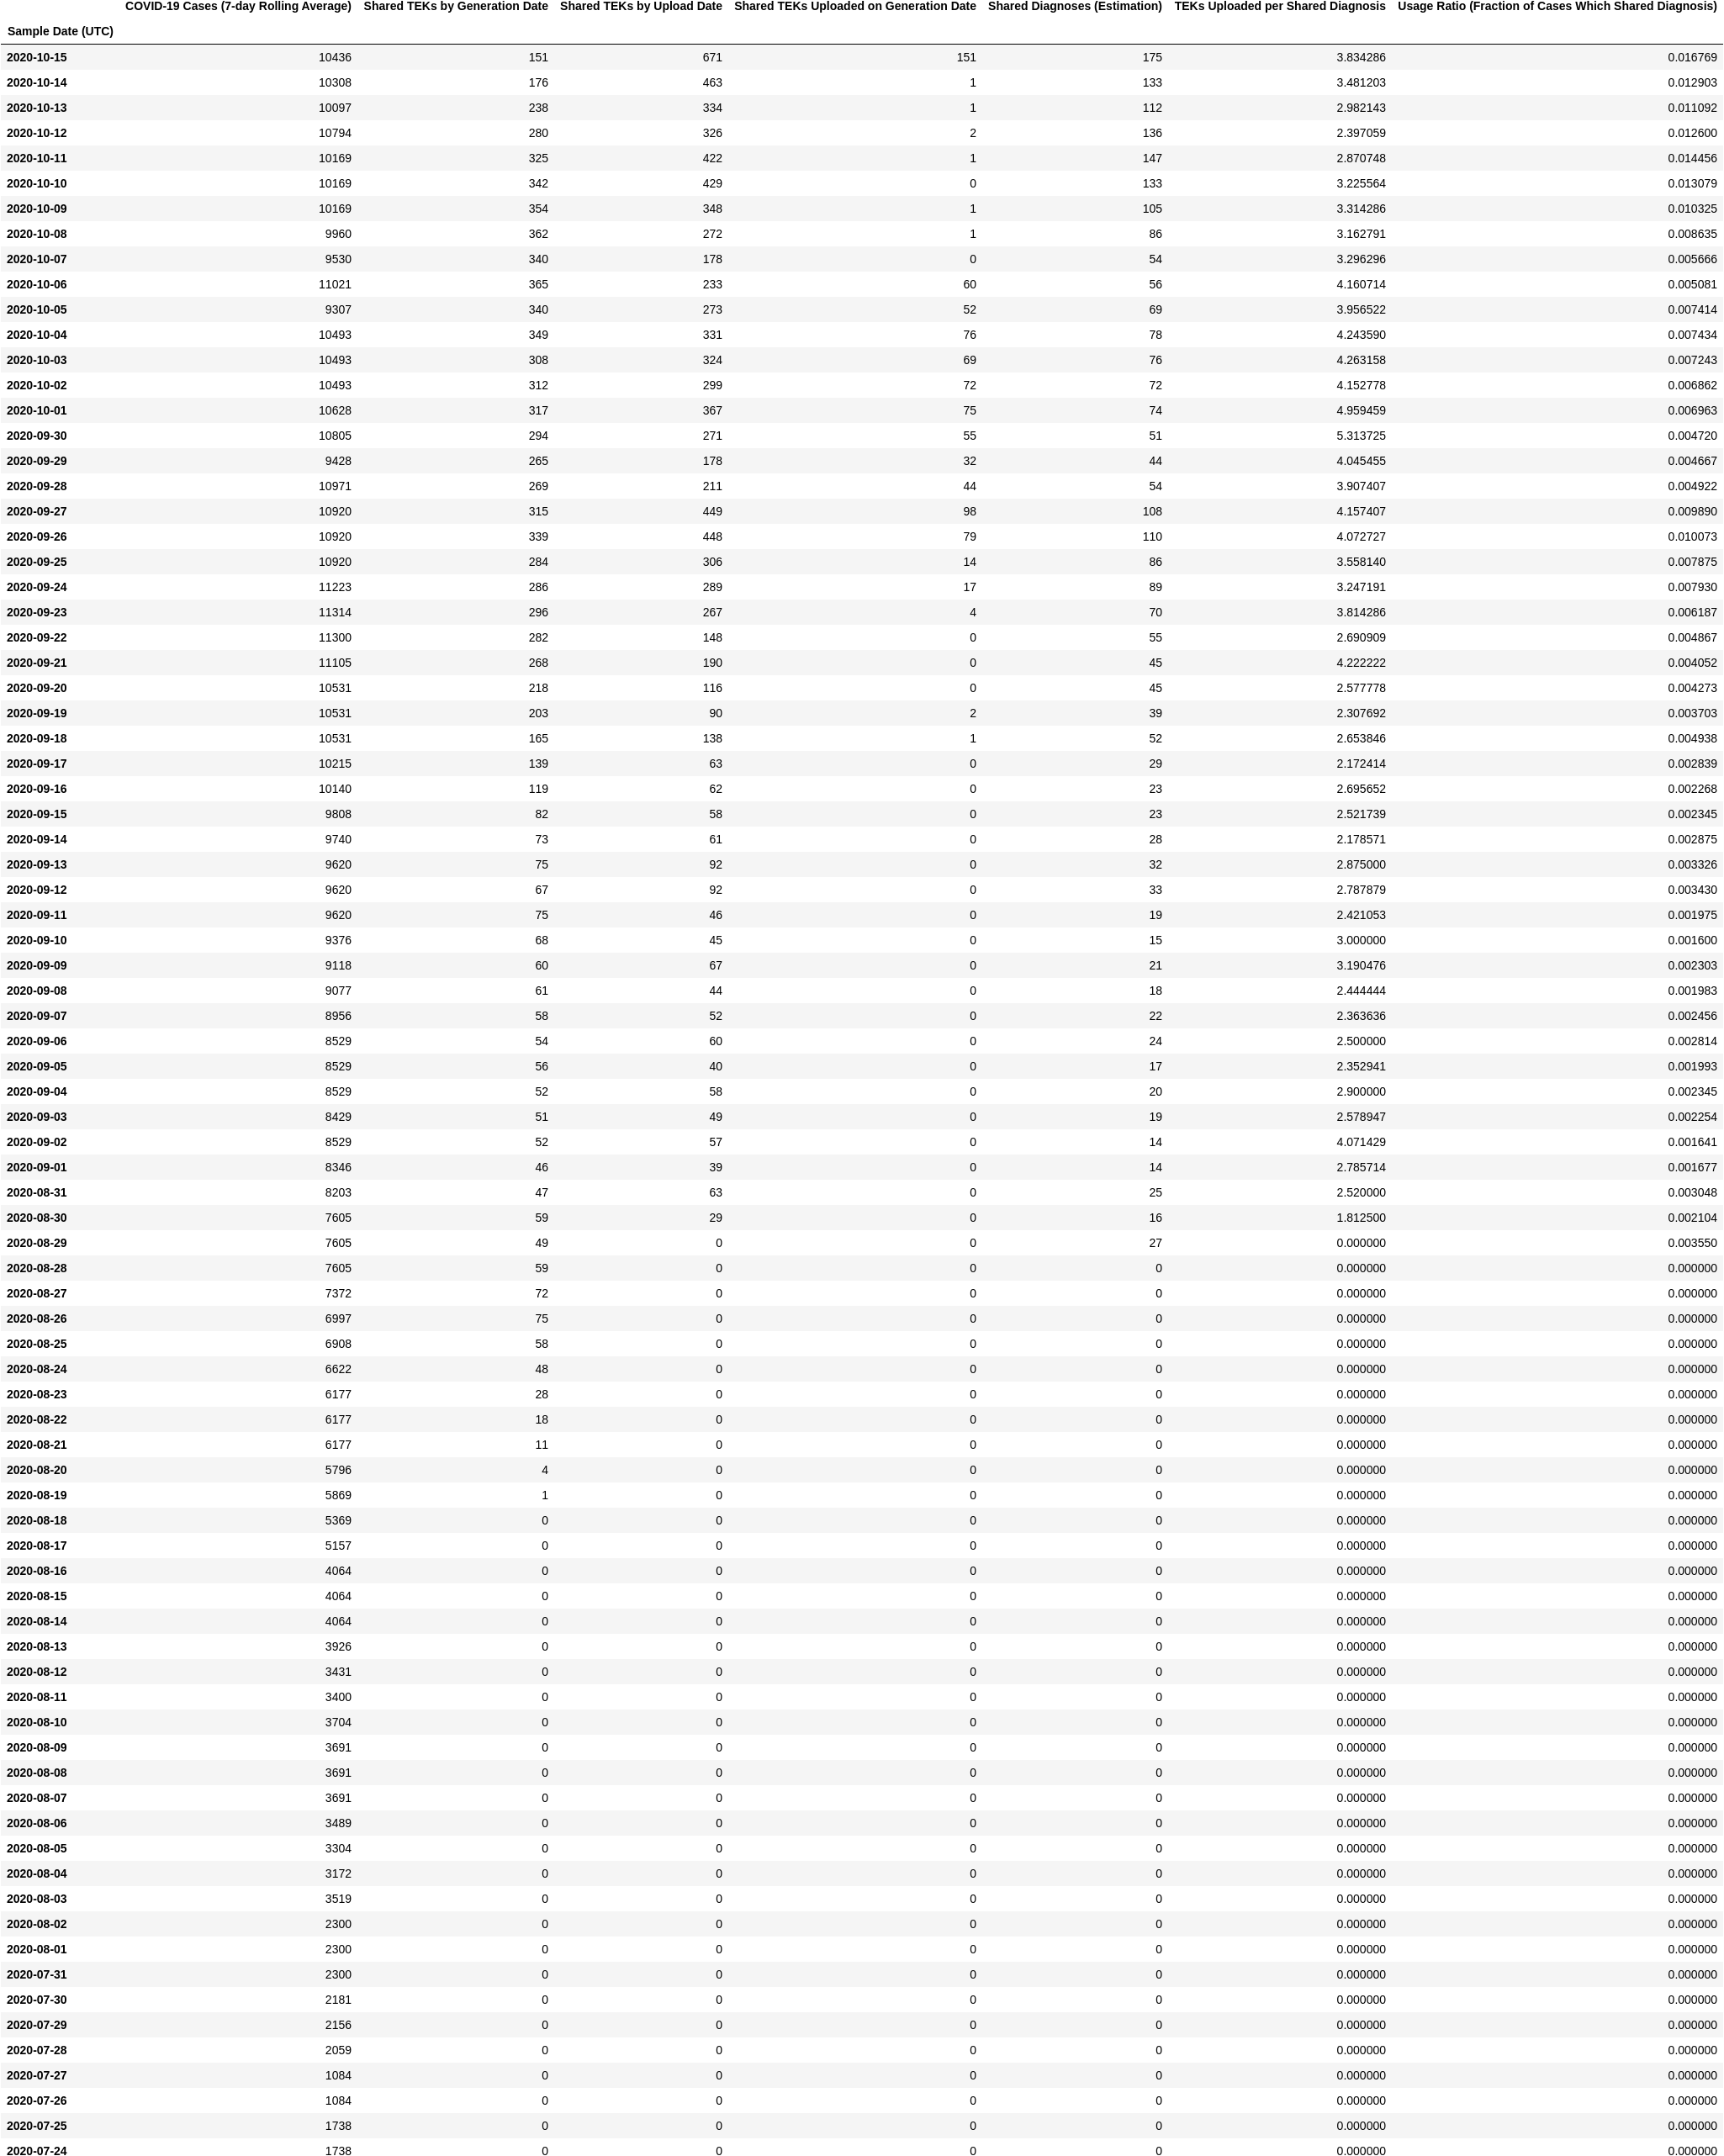 COVID-19 Cases (7-day Rolling Average) Shared TEKs by Generation Date Shared TEKs by Upload Date Shared TEKs Uploaded on Generation Date Shared Diagnoses (Estimation) TEKs Uploaded per Shared Diagnosis Usage Ratio (Fraction of Cases Which Shared Diagnosis)
Sample Date (UTC)
2020-10-15 10436 151 671 151 175 3.834286 0.016769
2020-10-14 10308 176 463 1 133 3.481203 0.012903
2020-10-13 10097 238 334 1 112 2.982143 0.011092
2020-10-12 10794 280 326 2 136 2.397059 0.012600
2020-10-11 10169 325 422 1 147 2.870748 0.014456
2020-10-10 10169 342 429 0 133 3.225564 0.013079
2020-10-09 10169 354 348 1 105 3.314286 0.010325
2020-10-08 9960 362 272 1 86 3.162791 0.008635
2020-10-07 9530 340 178 0 54 3.296296 0.005666
2020-10-06 11021 365 233 60 56 4.160714 0.005081
2020-10-05 9307 340 273 52 69 3.956522 0.007414
2020-10-04 10493 349 331 76 78 4.243590 0.007434
2020-10-03 10493 308 324 69 76 4.263158 0.007243
2020-10-02 10493 312 299 72 72 4.152778 0.006862
2020-10-01 10628 317 367 75 74 4.959459 0.006963
2020-09-30 10805 294 271 55 51 5.313725 0.004720
2020-09-29 9428 265 178 32 44 4.045455 0.004667
2020-09-28 10971 269 211 44 54 3.907407 0.004922
2020-09-27 10920 315 449 98 108 4.157407 0.009890
2020-09-26 10920 339 448 79 110 4.072727 0.010073
2020-09-25 10920 284 306 14 86 3.558140 0.007875
2020-09-24 11223 286 289 17 89 3.247191 0.007930
2020-09-23 11314 296 267 4 70 3.814286 0.006187
2020-09-22 11300 282 148 0 55 2.690909 0.004867
2020-09-21 11105 268 190 0 45 4.222222 0.004052
2020-09-20 10531 218 116 0 45 2.577778 0.004273
2020-09-19 10531 203 90 2 39 2.307692 0.003703
2020-09-18 10531 165 138 1 52 2.653846 0.004938
2020-09-17 10215 139 63 0 29 2.172414 0.002839
2020-09-16 10140 119 62 0 23 2.695652 0.002268
2020-09-15 9808 82 58 0 23 2.521739 0.002345
2020-09-14 9740 73 61 0 28 2.178571 0.002875
2020-09-13 9620 75 92 0 32 2.875000 0.003326
2020-09-12 9620 67 92 0 33 2.787879 0.003430
2020-09-11 9620 75 46 0 19 2.421053 0.001975
2020-09-10 9376 68 45 0 15 3.000000 0.001600
2020-09-09 9118 60 67 0 21 3.190476 0.002303
2020-09-08 9077 61 44 0 18 2.444444 0.001983
2020-09-07 8956 58 52 0 22 2.363636 0.002456
2020-09-06 8529 54 60 0 24 2.500000 0.002814
2020-09-05 8529 56 40 0 17 2.352941 0.001993
2020-09-04 8529 52 58 0 20 2.900000 0.002345
2020-09-03 8429 51 49 0 19 2.578947 0.002254
2020-09-02 8529 52 57 0 14 4.071429 0.001641
2020-09-01 8346 46 39 0 14 2.785714 0.001677
2020-08-31 8203 47 63 0 25 2.520000 0.003048
2020-08-30 7605 59 29 0 16 1.812500 0.002104
2020-08-29 7605 49 0 0 27 0.000000 0.003550
2020-08-28 7605 59 0 0 0 0.000000 0.000000
2020-08-27 7372 72 0 0 0 0.000000 0.000000
2020-08-26 6997 75 0 0 0 0.000000 0.000000
2020-08-25 6908 58 0 0 0 0.000000 0.000000
2020-08-24 6622 48 0 0 0 0.000000 0.000000
2020-08-23 6177 28 0 0 0 0.000000 0.000000
2020-08-22 6177 18 0 0 0 0.000000 0.000000
2020-08-21 6177 11 0 0 0 0.000000 0.000000
2020-08-20 5796 4 0 0 0 0.000000 0.000000
2020-08-19 5869 1 0 0 0 0.000000 0.000000
2020-08-18 5369 0 0 0 0 0.000000 0.000000
2020-08-17 5157 0 0 0 0 0.000000 0.000000
2020-08-16 4064 0 0 0 0 0.000000 0.000000
2020-08-15 4064 0 0 0 0 0.000000 0.000000
2020-08-14 4064 0 0 0 0 0.000000 0.000000
2020-08-13 3926 0 0 0 0 0.000000 0.000000
2020-08-12 3431 0 0 0 0 0.000000 0.000000
2020-08-11 3400 0 0 0 0 0.000000 0.000000
2020-08-10 3704 0 0 0 0 0.000000 0.000000
2020-08-09 3691 0 0 0 0 0.000000 0.000000
2020-08-08 3691 0 0 0 0 0.000000 0.000000
2020-08-07 3691 0 0 0 0 0.000000 0.000000
2020-08-06 3489 0 0 0 0 0.000000 0.000000
2020-08-05 3304 0 0 0 0 0.000000 0.000000
2020-08-04 3172 0 0 0 0 0.000000 0.000000
2020-08-03 3519 0 0 0 0 0.000000 0.000000
2020-08-02 2300 0 0 0 0 0.000000 0.000000
2020-08-01 2300 0 0 0 0 0.000000 0.000000
2020-07-31 2300 0 0 0 0 0.000000 0.000000
2020-07-30 2181 0 0 0 0 0.000000 0.000000
2020-07-29 2156 0 0 0 0 0.000000 0.000000
2020-07-28 2059 0 0 0 0 0.000000 0.000000
2020-07-27 1084 0 0 0 0 0.000000 0.000000
2020-07-26 1084 0 0 0 0 0.000000 0.000000
2020-07-25 1738 0 0 0 0 0.000000 0.000000
2020-07-24 1738 0 0 0 0 0.000000 0.000000